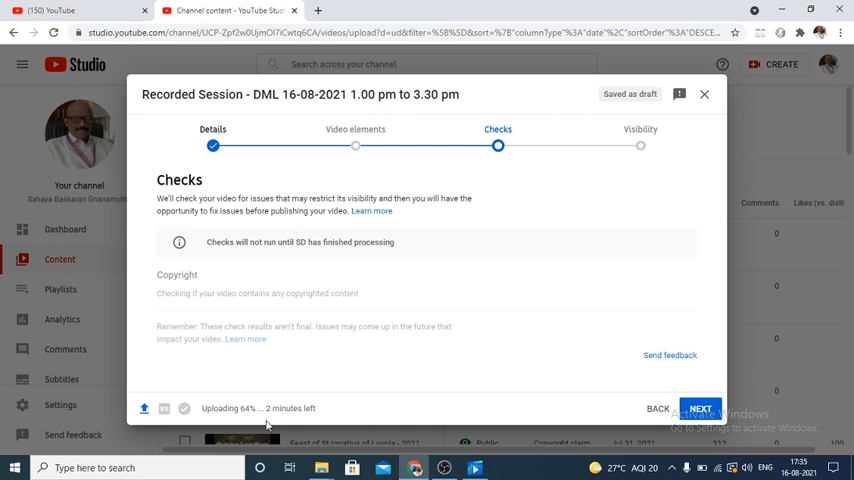 (150) YouTube
Channel content - YouTube Stud
studio.youtube.com/channel/UCP-Zpf2w0UjmOI7iCwtq6CA/videos/upload?d=ud&filter=%5B%5D&sort=%7B"columnType"%3A"date"%2C"sortOrder"%3A"DESCE...
Studio
Search across your channel
CREATE
Recorded Session - DML 16-08-2021 1.00 pm to 3.30 pm
Saved as draft
Details
Video elements
Checks
Visibility
Checks
We'll check your video for issues that may restrict its visibility and then you will have the
opportunity to fix issues before publishing your video. Learn more
Checks will not run until SD has finished processing
Copyright
Checking if your video contains any copyrighted content
Remember: These check results aren't final. Issues may come up in the future that
impact your video. Learn more
Send feedback
Uploading 64% ... 2 minutes left
BACK
NEXT
Your channel
Sahaya Baskaran Gnanamuth
Dashboard
Content
Playlists
Analytics
Comments
Subtitles
Settings
Send feedback
Comments
Likes (vs. disli
0
0
0
0
Feast of St Ignatius of Loyola - 2021
Public
Copyright claim
Jul 31, 2021
312
0
100
Activate Windows
Go to Settings to activate Windows.
Type here to search
27°C AQI 20
ENG
17:35
16-08-2021